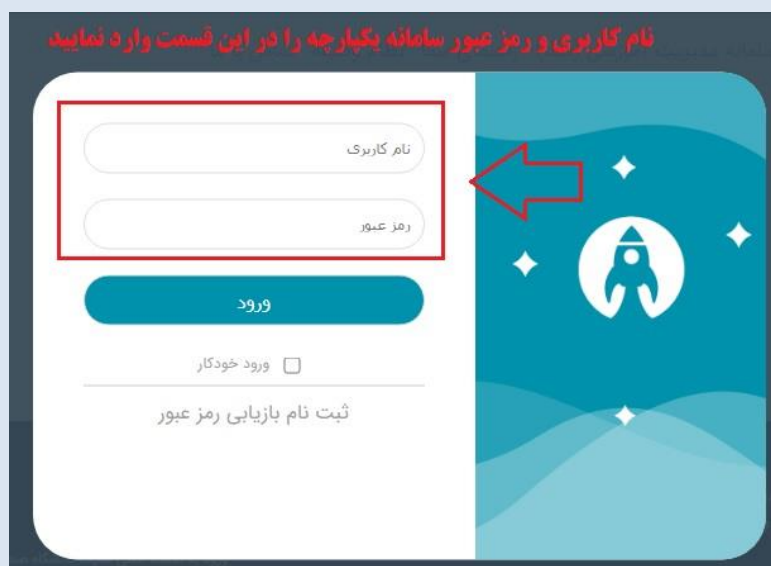 نام کاربری و رمز عبور سامانه یکپارچه را در این قسمت وارد نمایید
نام کاربری
رمز عبور
ورود
ورود خودکار
ثبت نام بازیابی رمز عبور